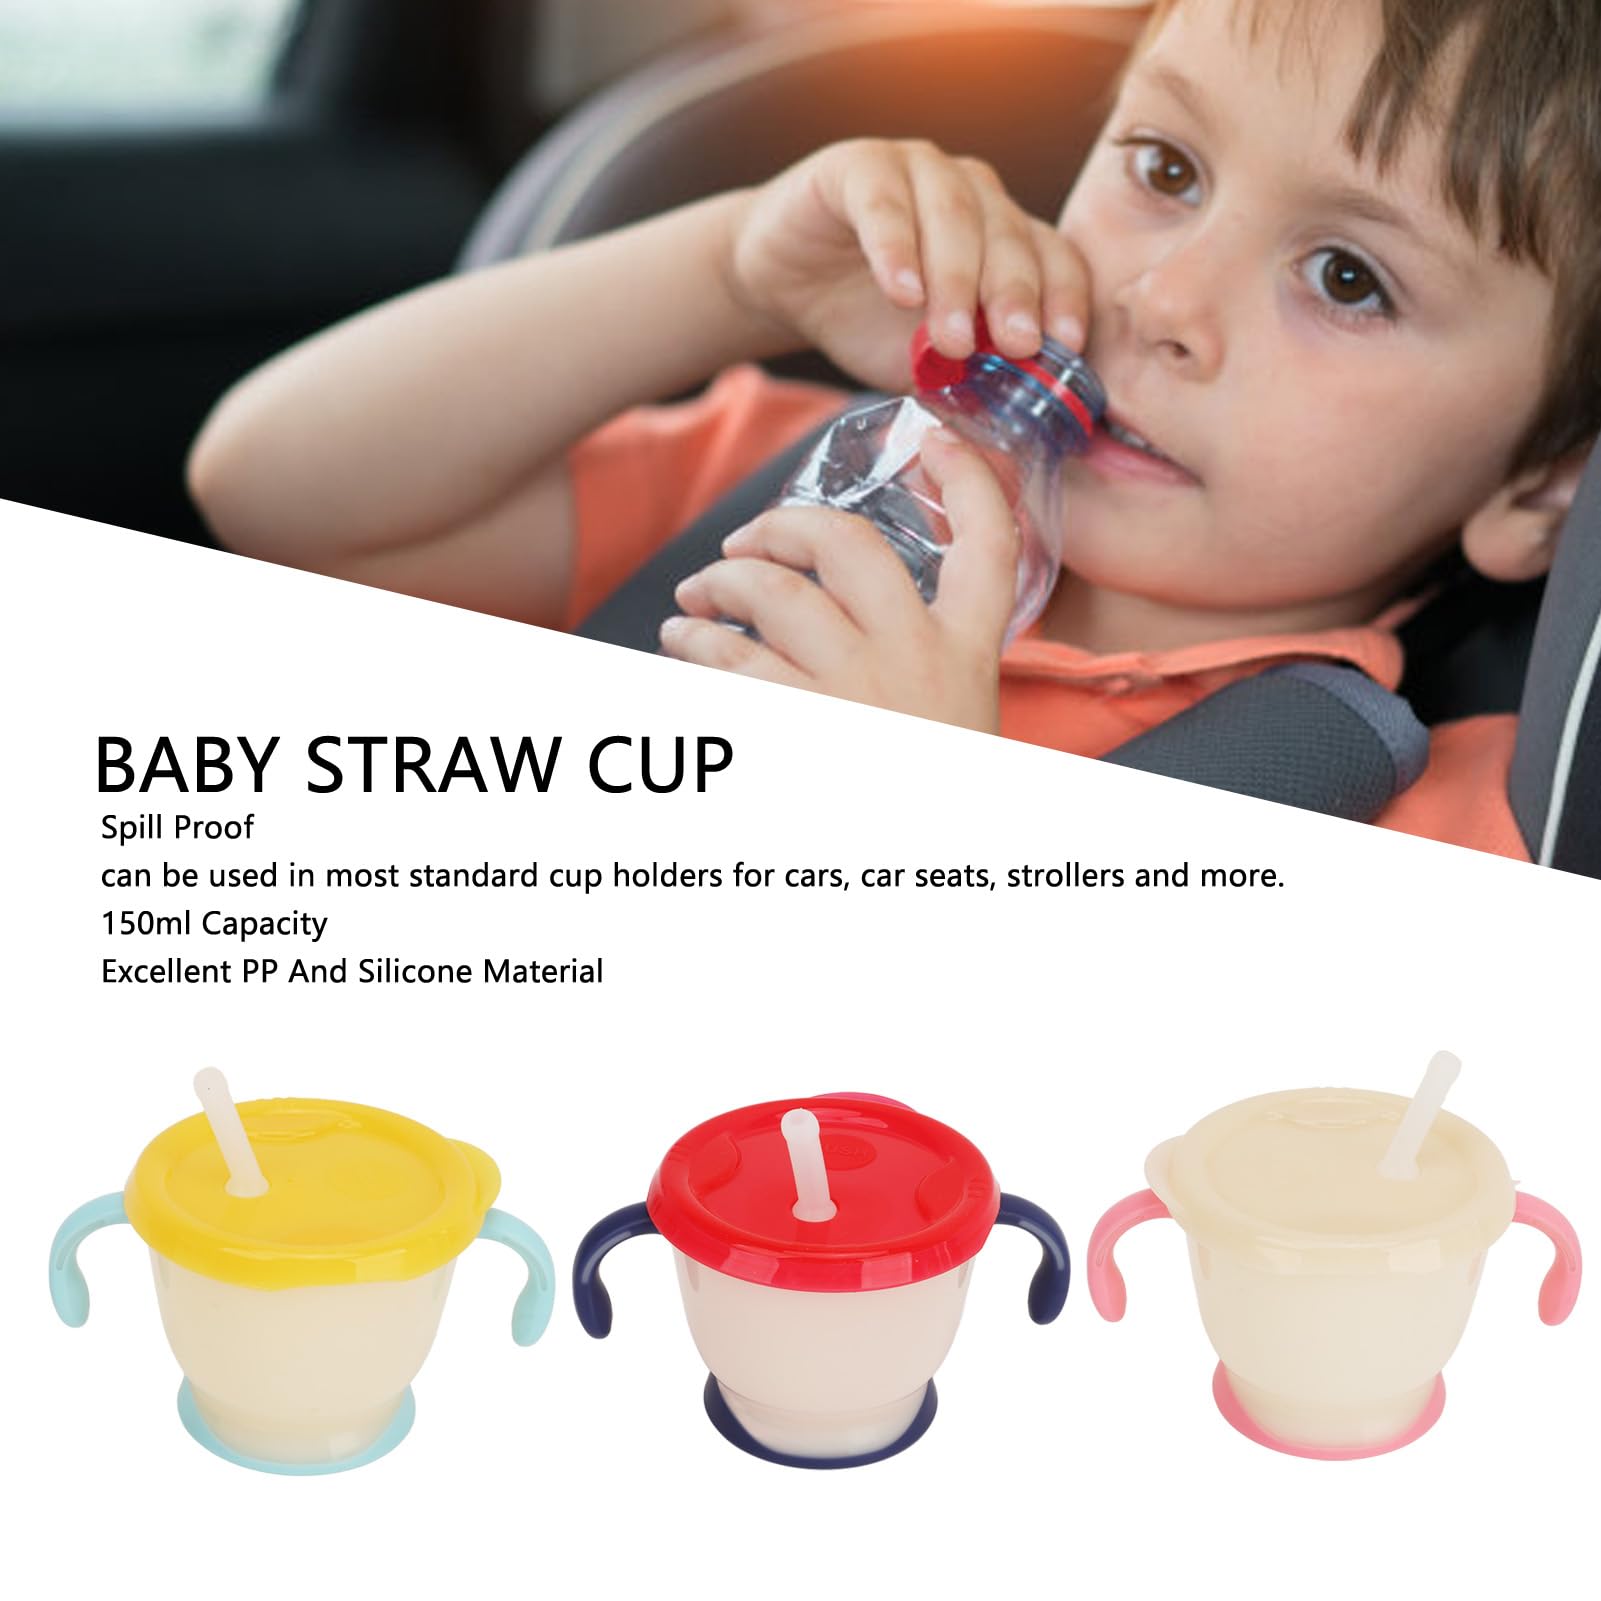 BABY STRAW CUP
Spill Proof
can be used in most standard cup holders for cars, car seats, strollers and more.
150ml Capacity
Excellent PP And Silicone Material